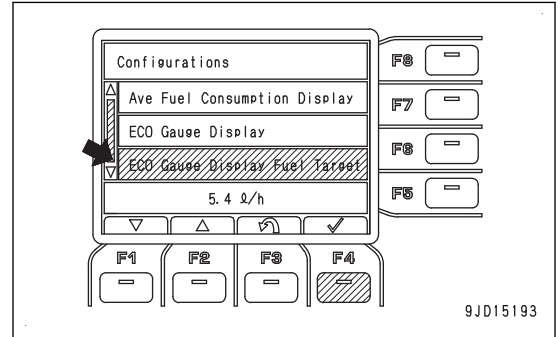 Configurations
Ave Fuel Consumption Display
ECO Gauge Display
ECO Gauge Display Fuel Target
5.4 ℓ/h
F1
F2
F3
F4
F8
F7
F6
F5
9JD15193